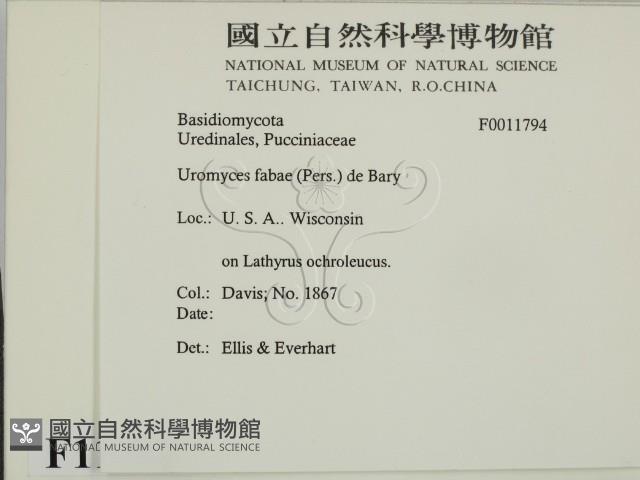 國立自然科學博物館
NATIONAL MUSEUM OF NATURAL SCIENCE
TAICHUNG, TAIWAN, R.O.CHINA
Basidiomycota F0011794
Uredinales, Pucciniaceae
Uromyces fabae (Pers.) de Bary
Loc.: U. S. A.. Wisconsin
on Lathyrus ochroleucus.
Col.: Davis; No. 1867
Date:
Det.: Ellis & Everhart
國立自然科學博物館
NATIONAL MUSEUM OF NATURAL SCIENCE